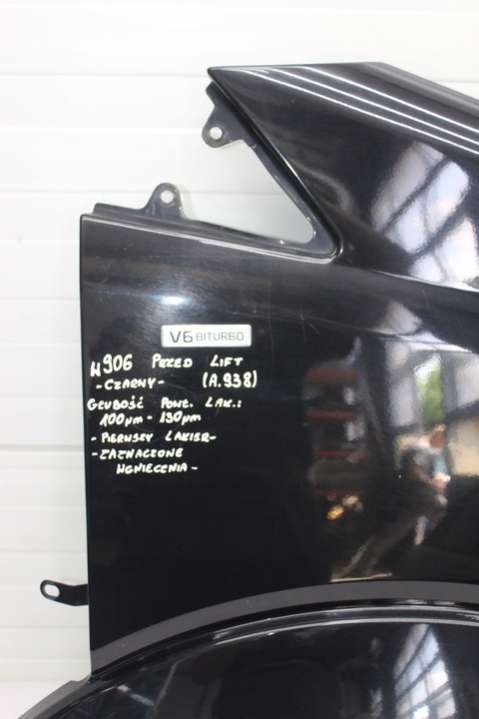 V6 BITURBO
W906 PRZED LIFT
- CZARNY - (A.938)
GRUBOŚĆ POWŁ. LAK.:
100µm - 130µm
- PIERWSZY LAKIER -
- ZAZNACZONE
WGNIECENIA -